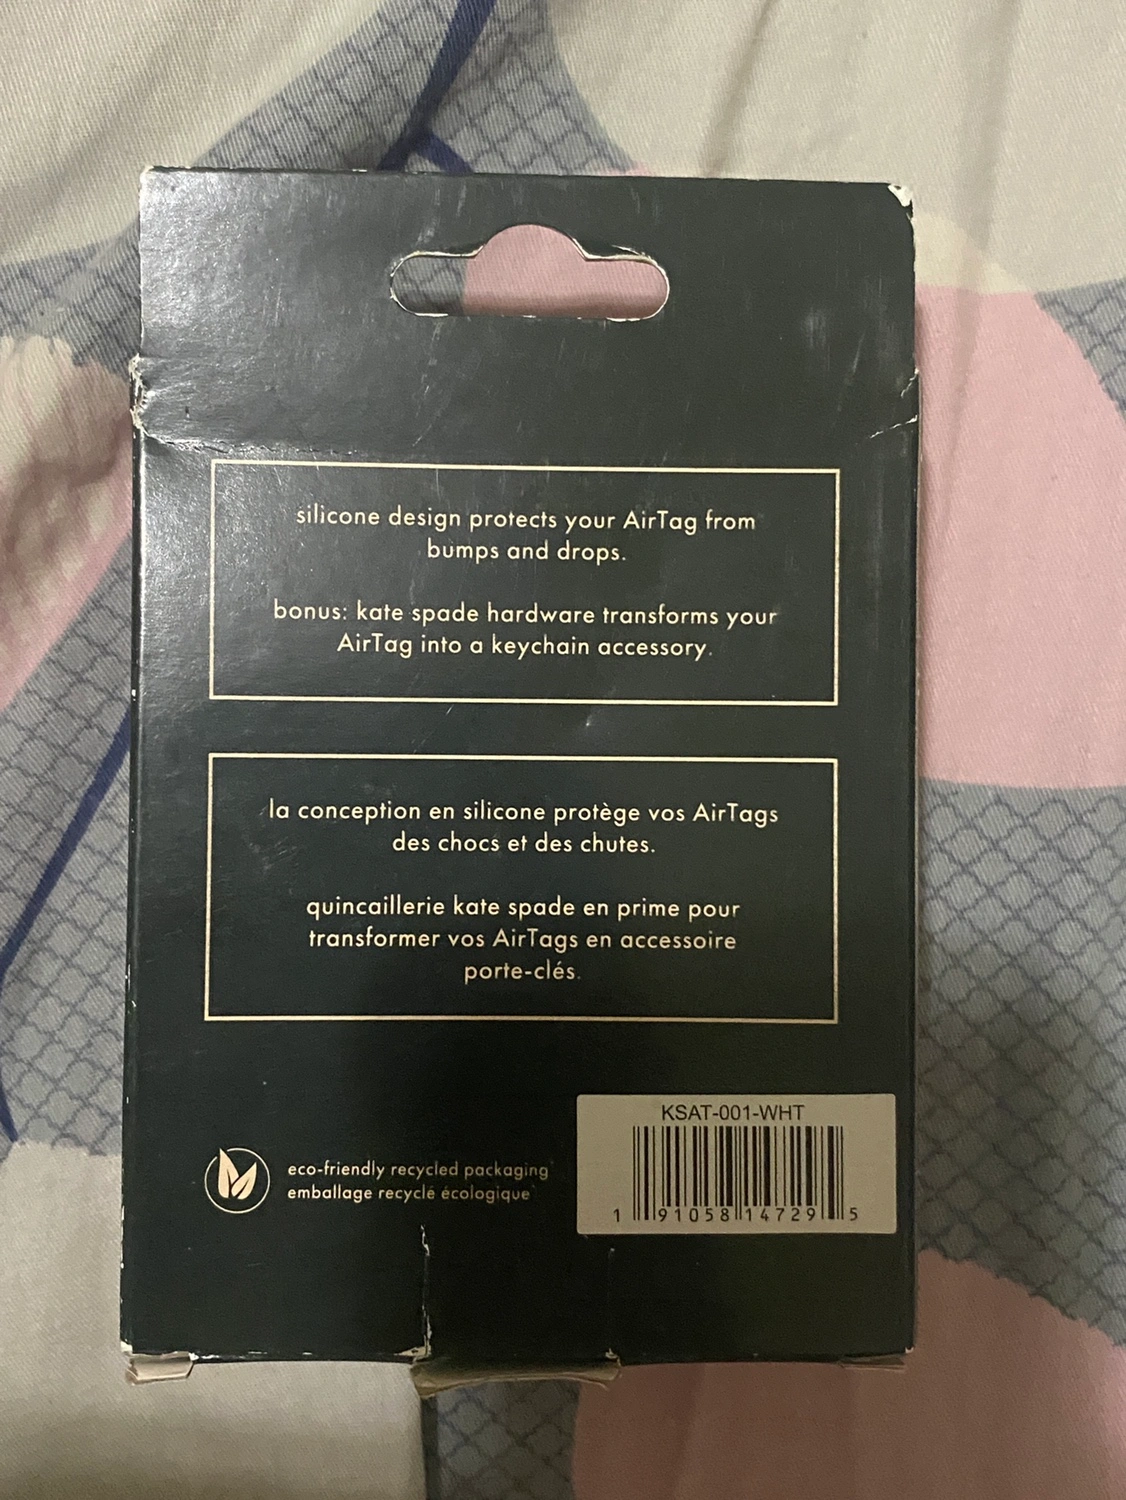 silicone design protects your AirTag from
bumps and drops.
bonus: kate spade hardware transforms your
AirTag into a keychain accessory.
la conception en silicone protège vos AirTags
des chocs et des chutes.
quincaillerie kate spade en prime pour
transformer vos AirTags en accessoire
porte-clés.
eco-friendly recycled packaging
emballage recyclé écologique
KSAT-001-WHT
1 91058 14729 5